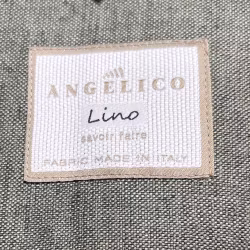 ANGELICO
Lino
savoir faire
FABRIC MADE IN ITALY